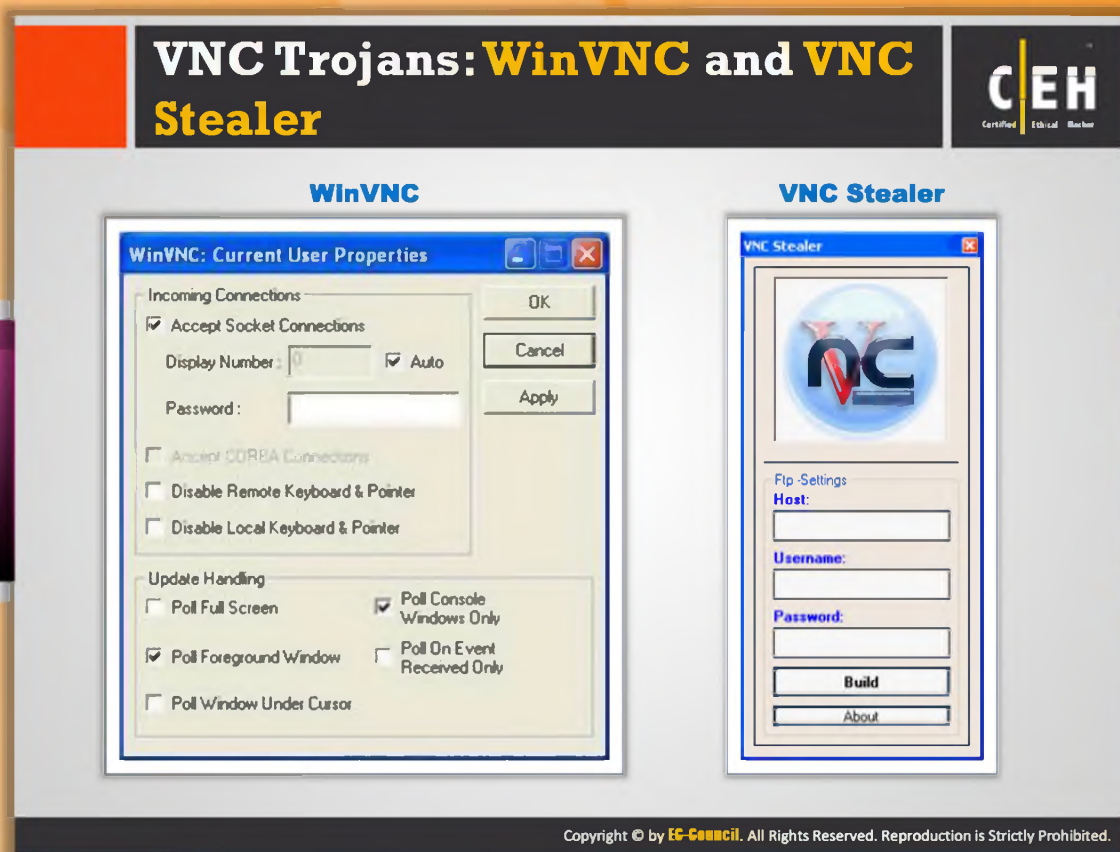 VNC Trojans: WinVNC and VNC
Stealer
CEH
Certified Ethical Hacker
WinVNC
VNC Stealer
WinVNC: Current User Properties
Incoming Connections
Accept Socket Connections
Display Number : 0
Auto
Password :
Accept CORBA Connections
Disable Remote Keyboard & Pointer
Disable Local Keyboard & Pointer
OK
Cancel
Apply
Update Handling
Poll Full Screen
Poll Console
Windows Only
Poll Foreground Window
Poll On Event
Received Only
Poll Window Under Cursor
VNC Stealer
VNC
Ftp -Settings
Host:
Username:
Password:
Build
About
Copyright © by EC-Council. All Rights Reserved. Reproduction is Strictly Prohibited.